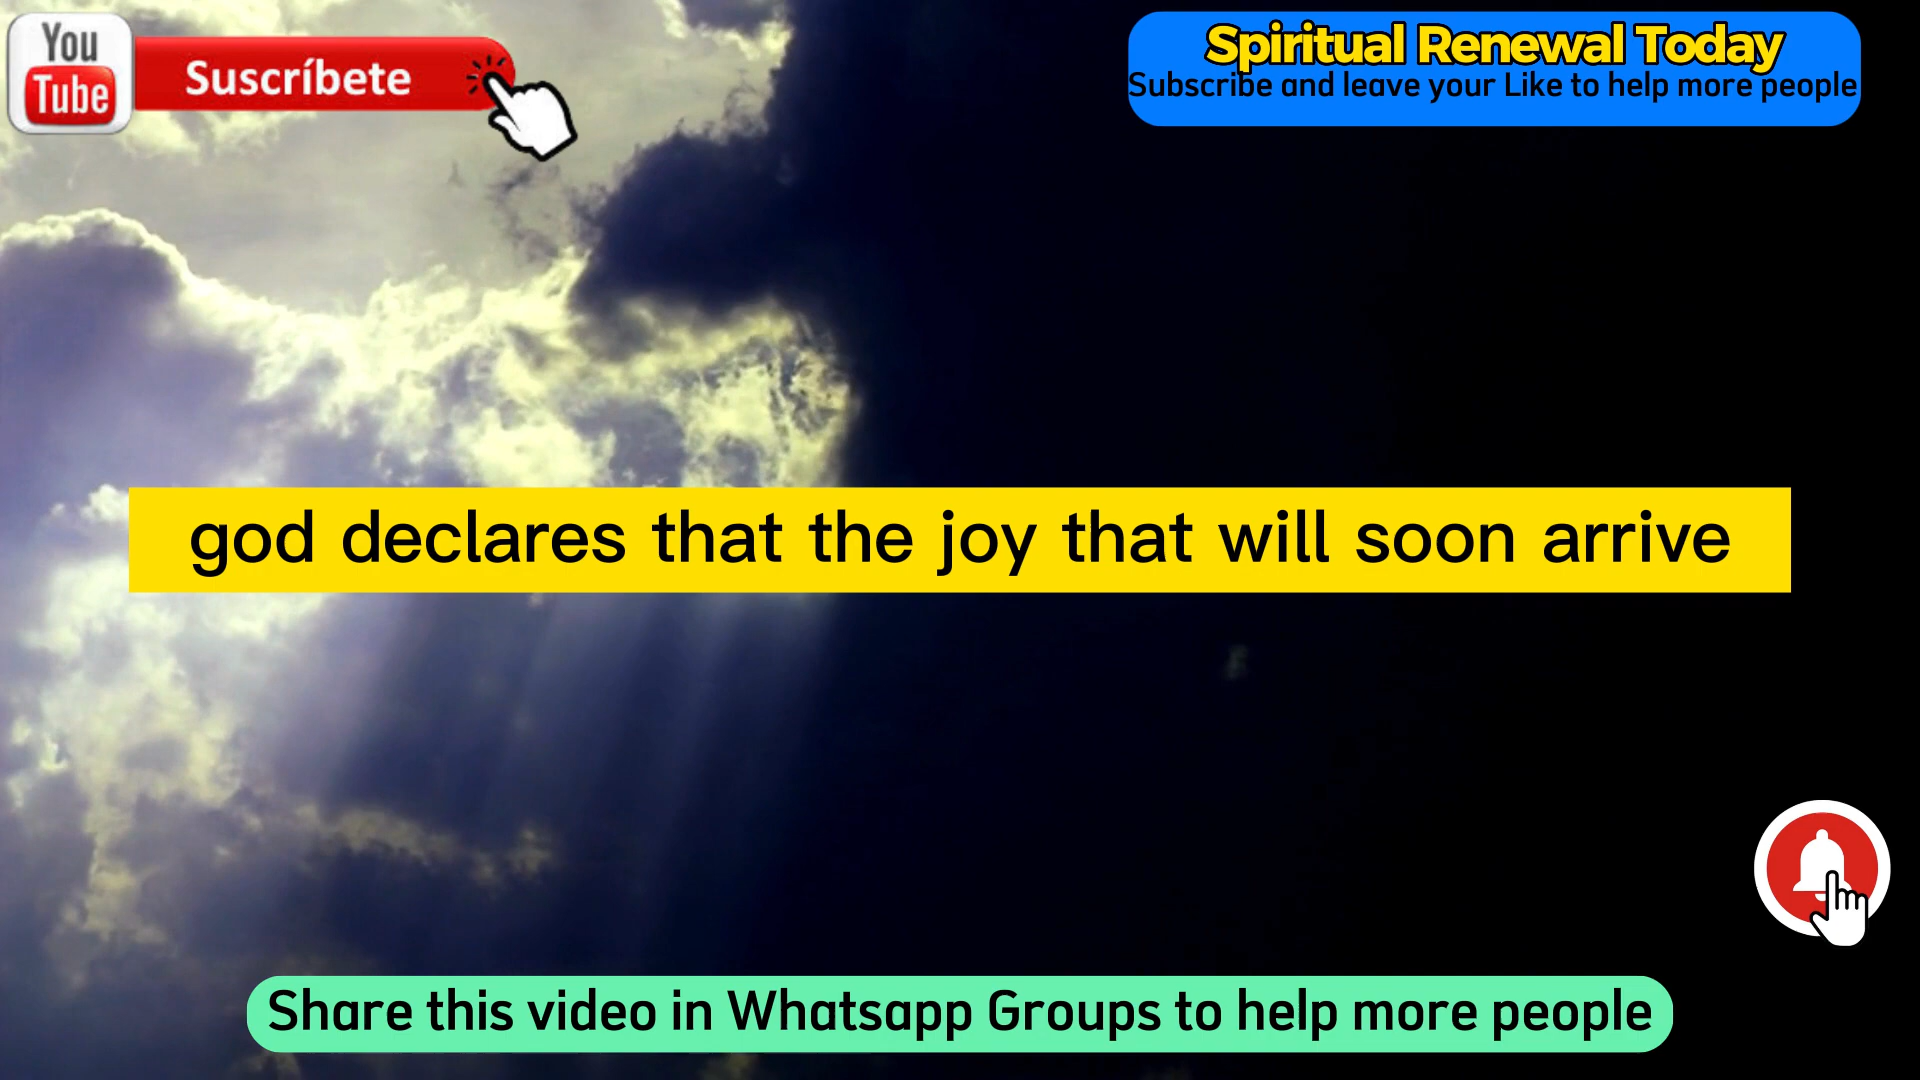 You
Tube
Suscríbete
Spiritual Renewal Today
Subscribe and leave your Like to help more people
god declares that the joy that will soon arrive
Share this video in Whatsapp Groups to help more people